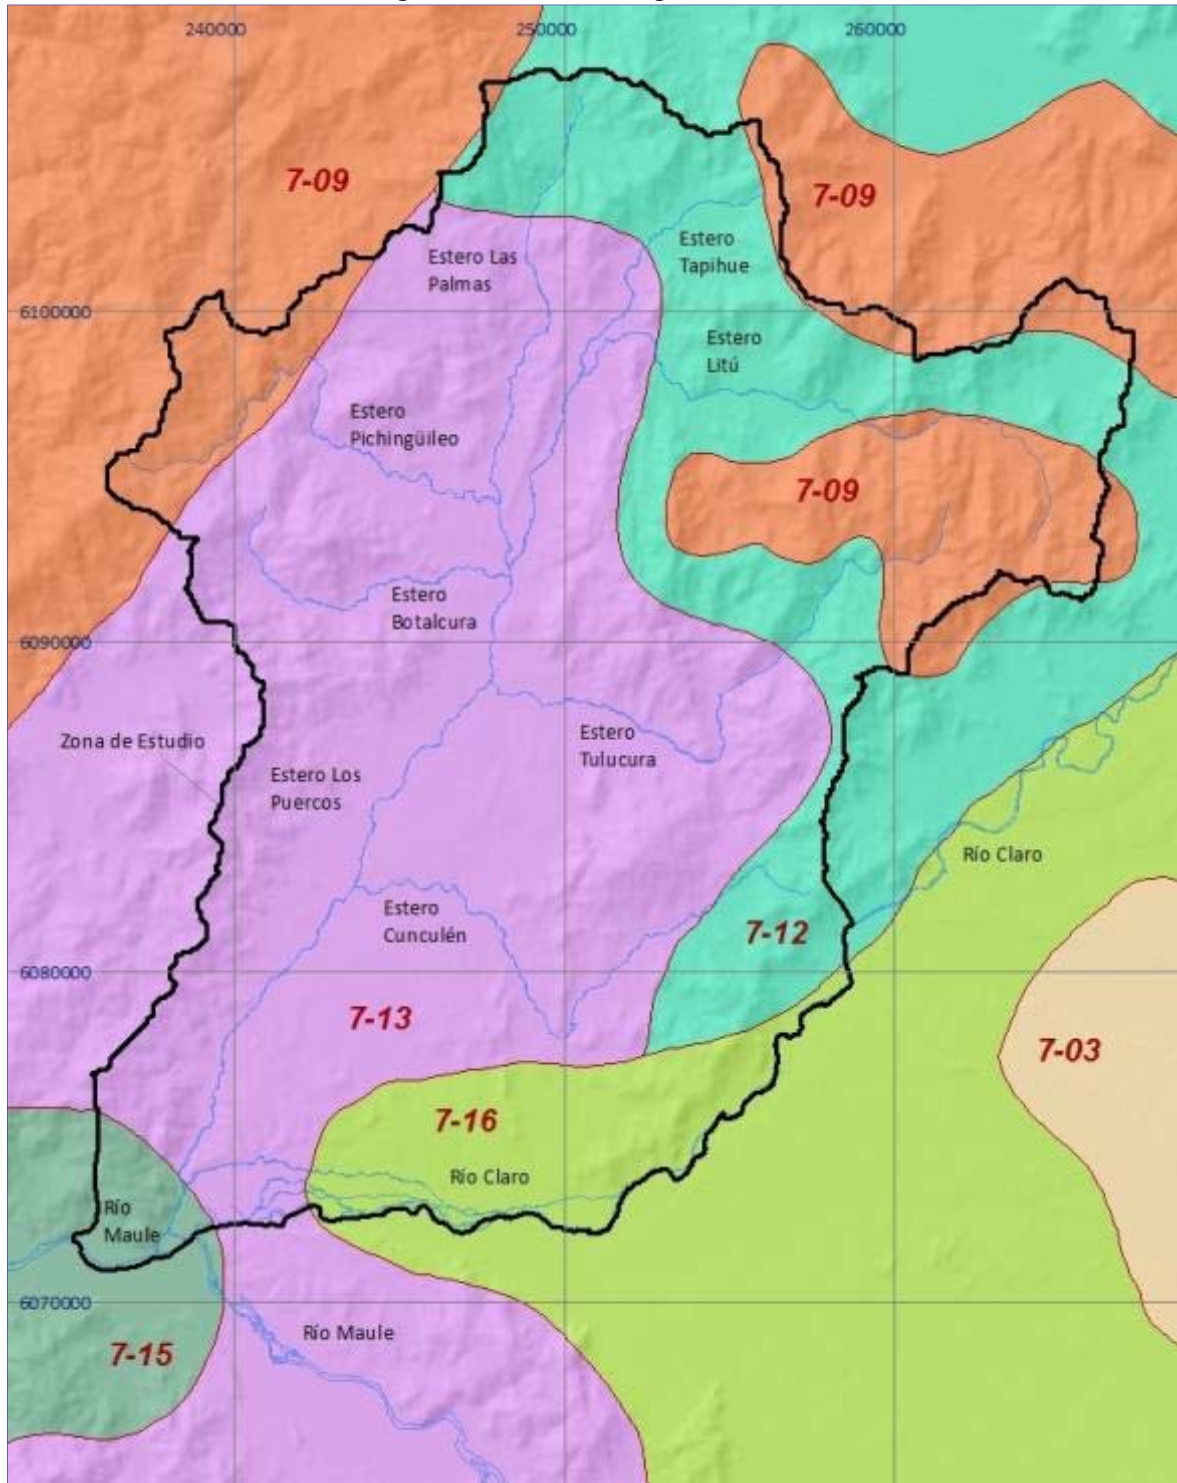 240000
250000
260000
7-09
7-09
Estero
Tapihue
Estero Las
Palmas
6100000
Estero
Litú
Estero
Pichingüileo
7-09
Estero
Botalcura
6090000
Zona de Estudio
Estero
Tulucura
Estero Los
Puercos
Río Claro
Estero
Cunculén
7-12
6080000
7-13
7-03
7-16
Río Claro
Río
Maule
6070000
Río Maule
7-15